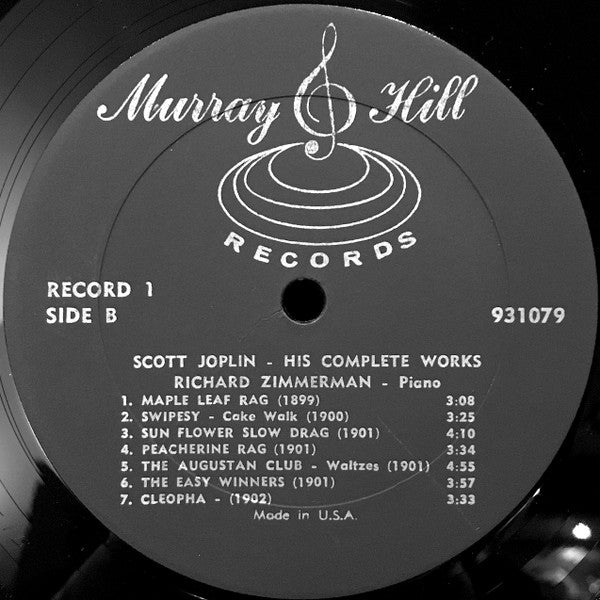 Murray Hill
RECORDS
RECORD 1
SIDE B 931079
SCOTT JOPLIN - HIS COMPLETE WORKS
RICHARD ZIMMERMAN - Piano
1. MAPLE LEAF RAG (1899) 3:08
2. SWIPESY - Cake Walk (1900) 3:25
3. SUN FLOWER SLOW DRAG (1901) 4:10
4. PEACHERINE RAG (1901) 3:34
5. THE AUGUSTAN CLUB - Waltzes (1901) 4:55
6. THE EASY WINNERS (1901) 3:57
7. CLEOPHA - (1902) 3:33
Made in U.S.A.